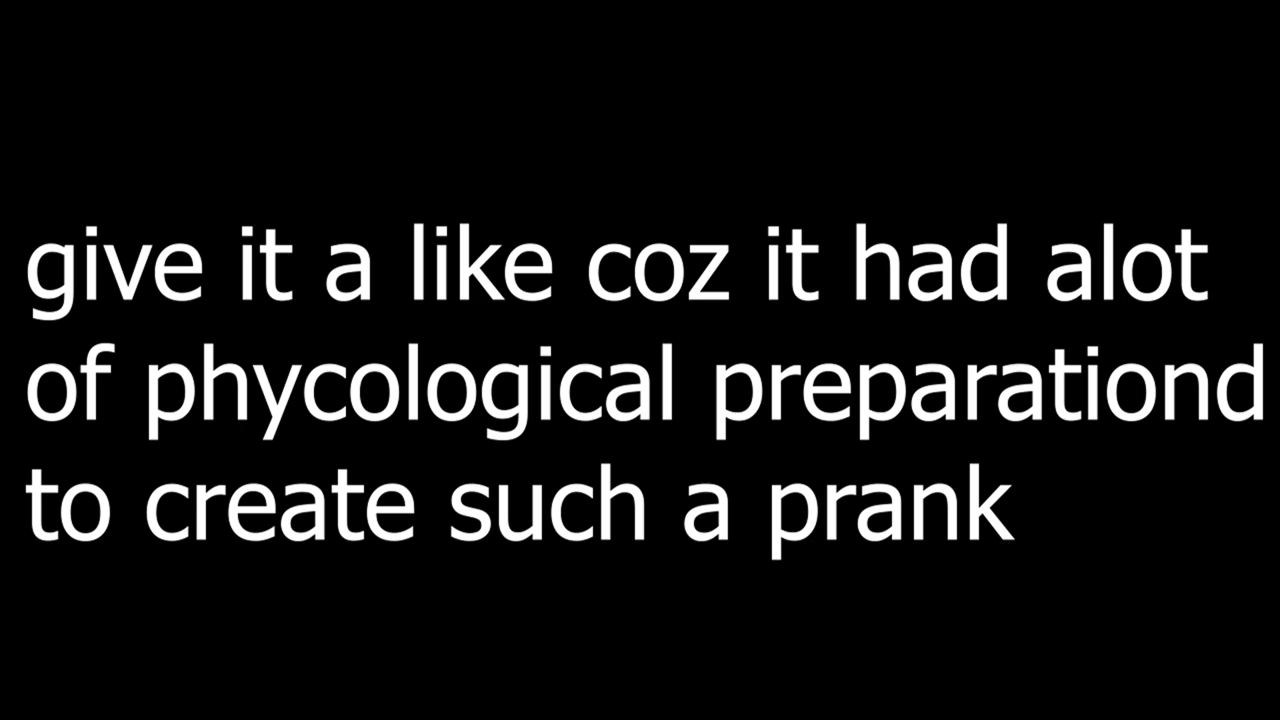 give it a like coz it had alot
of phycological preparationd
to create such a prank